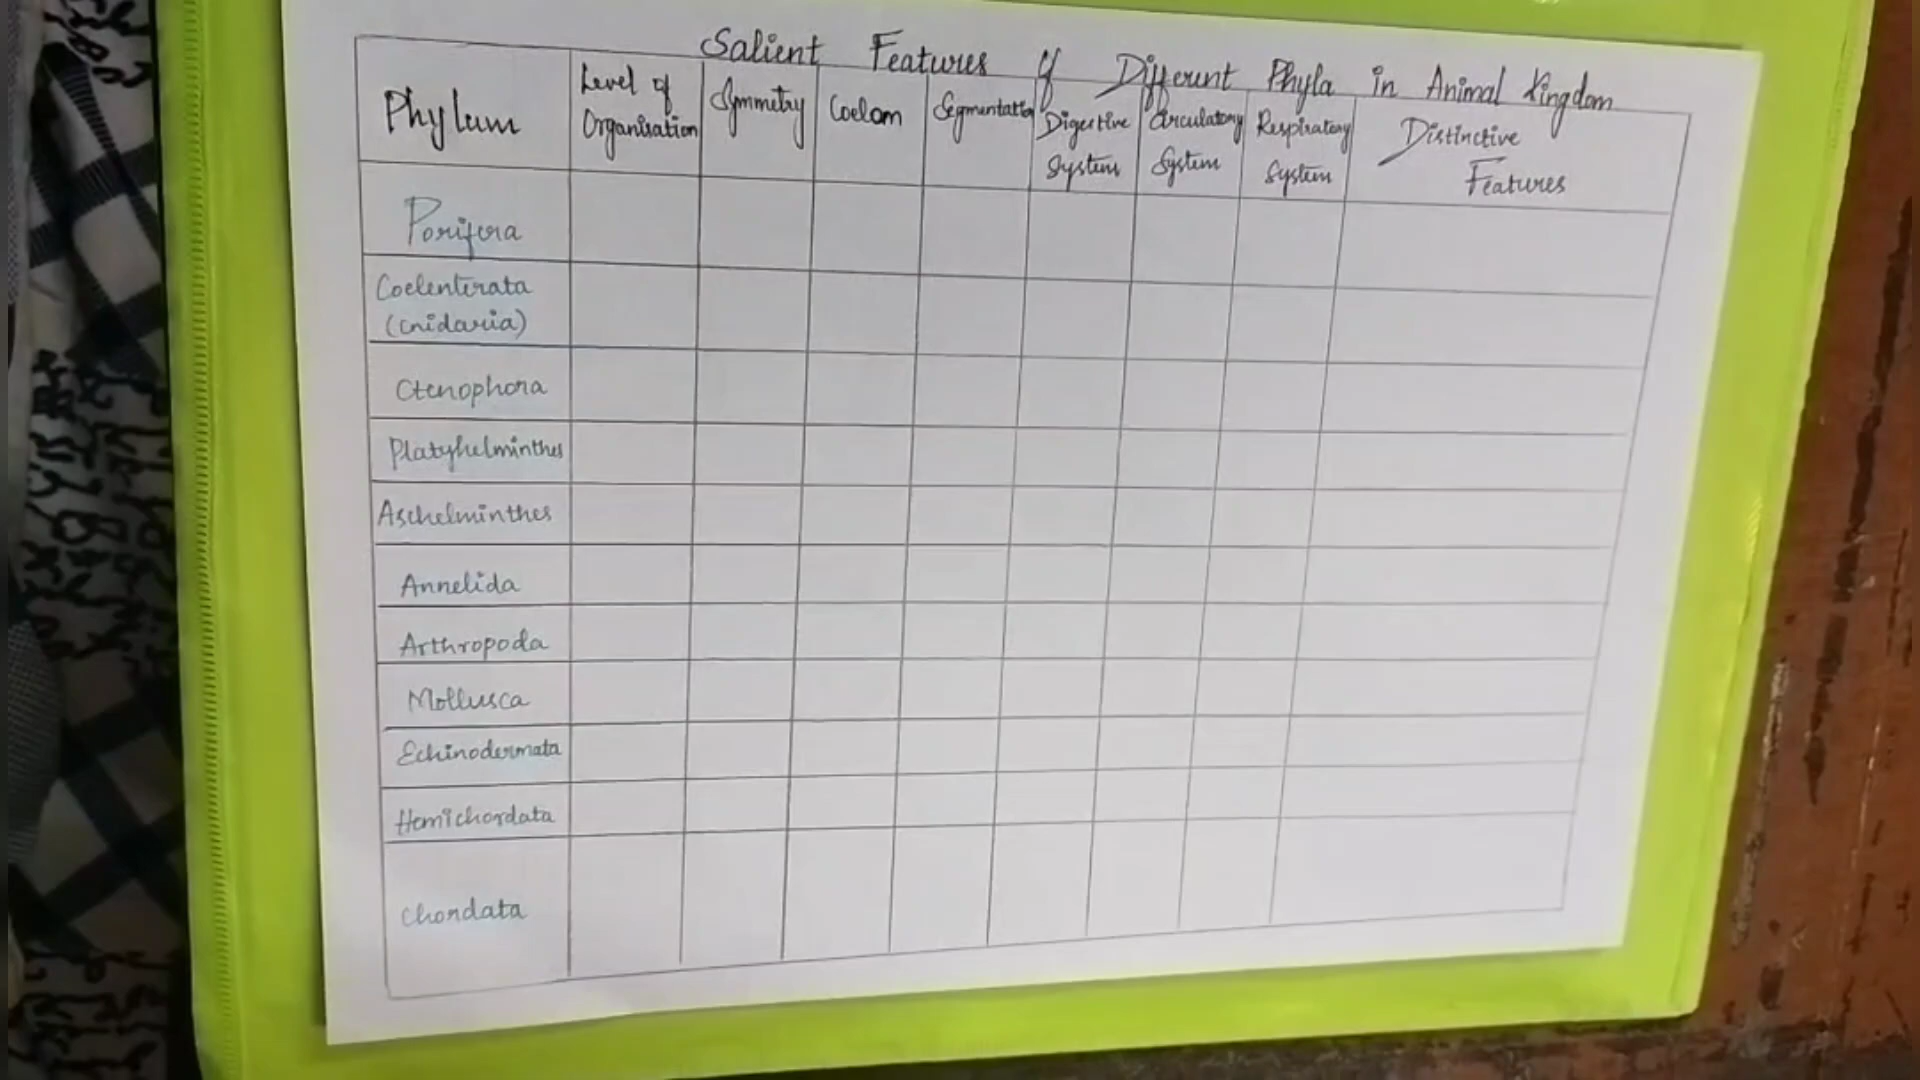 Salient Features of Different Phyla in Animal Kingdom
Phylum
Level of
Organisation
Symmetry
Coelom
Segmentation
Digestive
System
Circulatory
System
Respiratory
System
Distinctive
Features
Porifera
Coelenterata
(Cnidaria)
Ctenophora
Platyhelminthes
Aschelminthes
Annelida
Arthropoda
Mollusca
Echinodermata
Hemichordata
Chordata